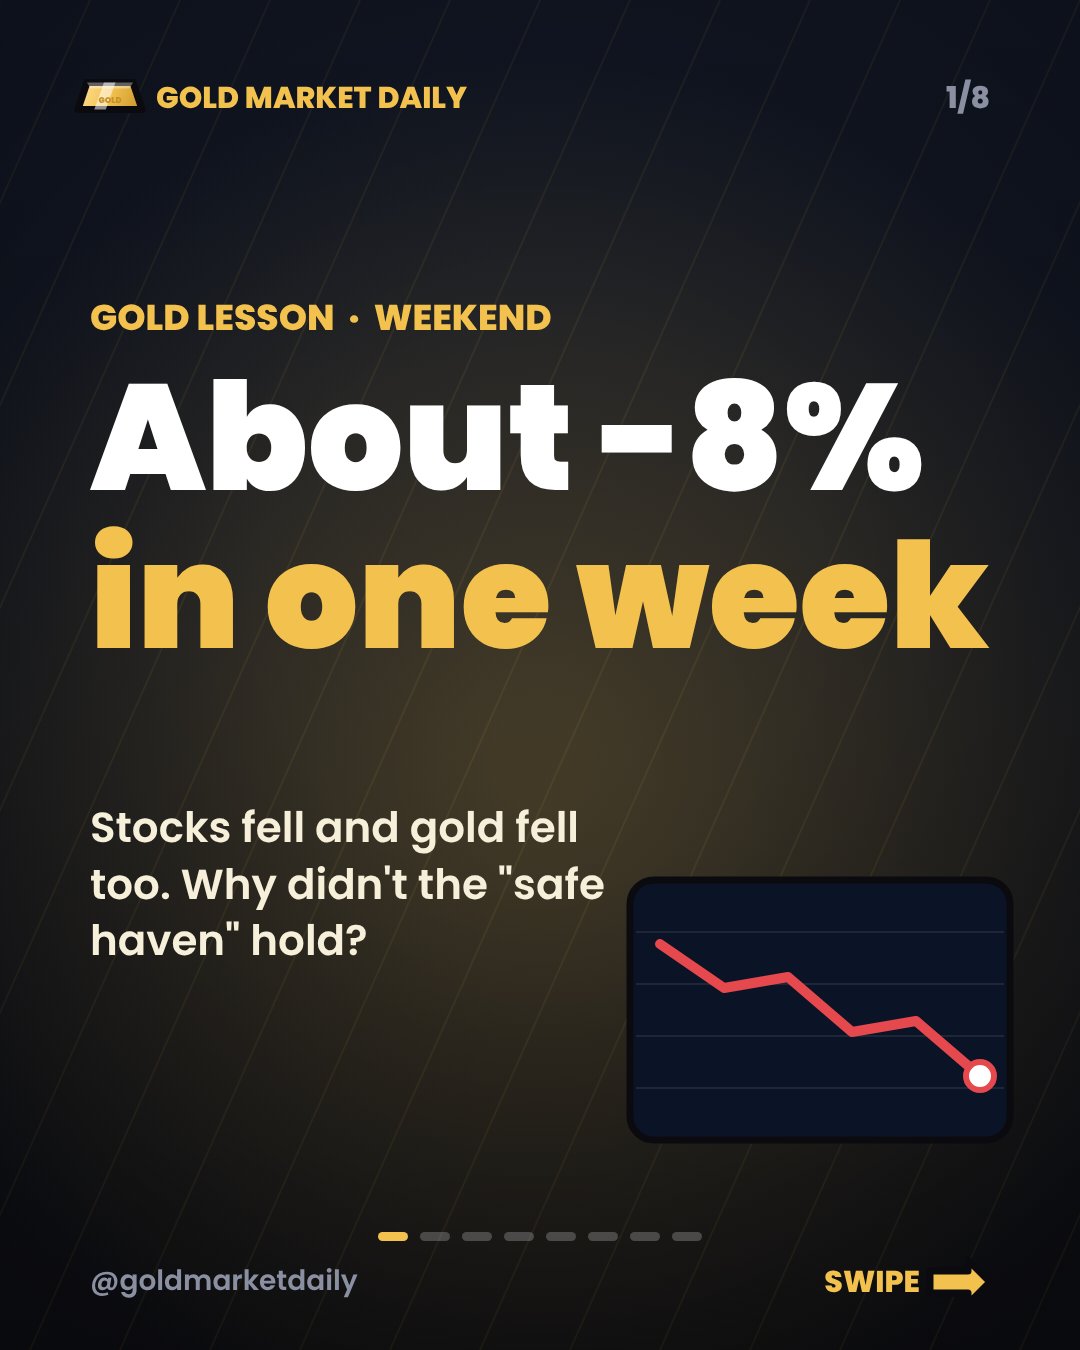 GOLD
GOLD MARKET DAILY
1/8
GOLD LESSON · WEEKEND
About -8%
in one week
Stocks fell and gold fell
too. Why didn't the "safe
haven" hold?
@goldmarketdaily
SWIPE